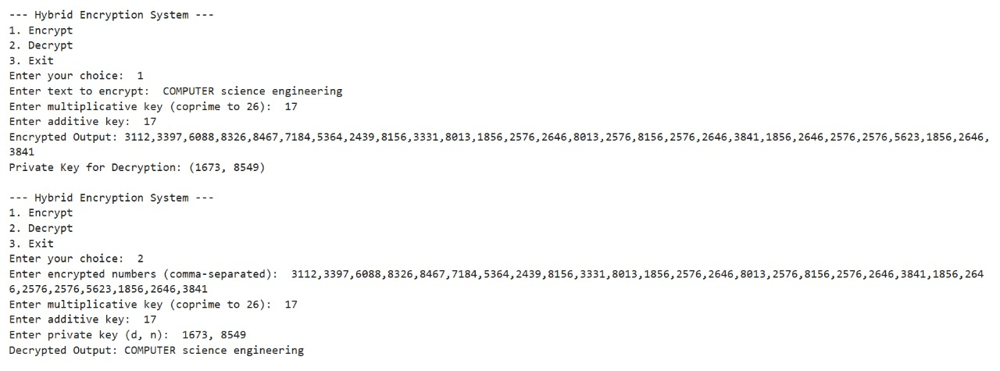 --- Hybrid Encryption System ---
1. Encrypt
2. Decrypt
3. Exit
Enter your choice:  1
Enter text to encrypt:  COMPUTER science engineering
Enter multiplicative key (coprime to 26):  17
Enter additive key:  17
Encrypted Output: 3112,3397,6088,8326,8467,7184,5364,2439,8156,3331,8013,1856,2576,2646,8013,2576,8156,2576,2646,3841,1856,2646,2576,2576,5623,1856,2646,
3841
Private Key for Decryption: (1673, 8549)
--- Hybrid Encryption System ---
1. Encrypt
2. Decrypt
3. Exit
Enter your choice:  2
Enter encrypted numbers (comma-separated):  3112,3397,6088,8326,8467,7184,5364,2439,8156,3331,8013,1856,2576,2646,8013,2576,8156,2576,2646,3841,1856,264
6,2576,2576,5623,1856,2646,3841
Enter multiplicative key (coprime to 26):  17
Enter additive key:  17
Enter private key (d, n):  1673, 8549
Decrypted Output: COMPUTER science engineering